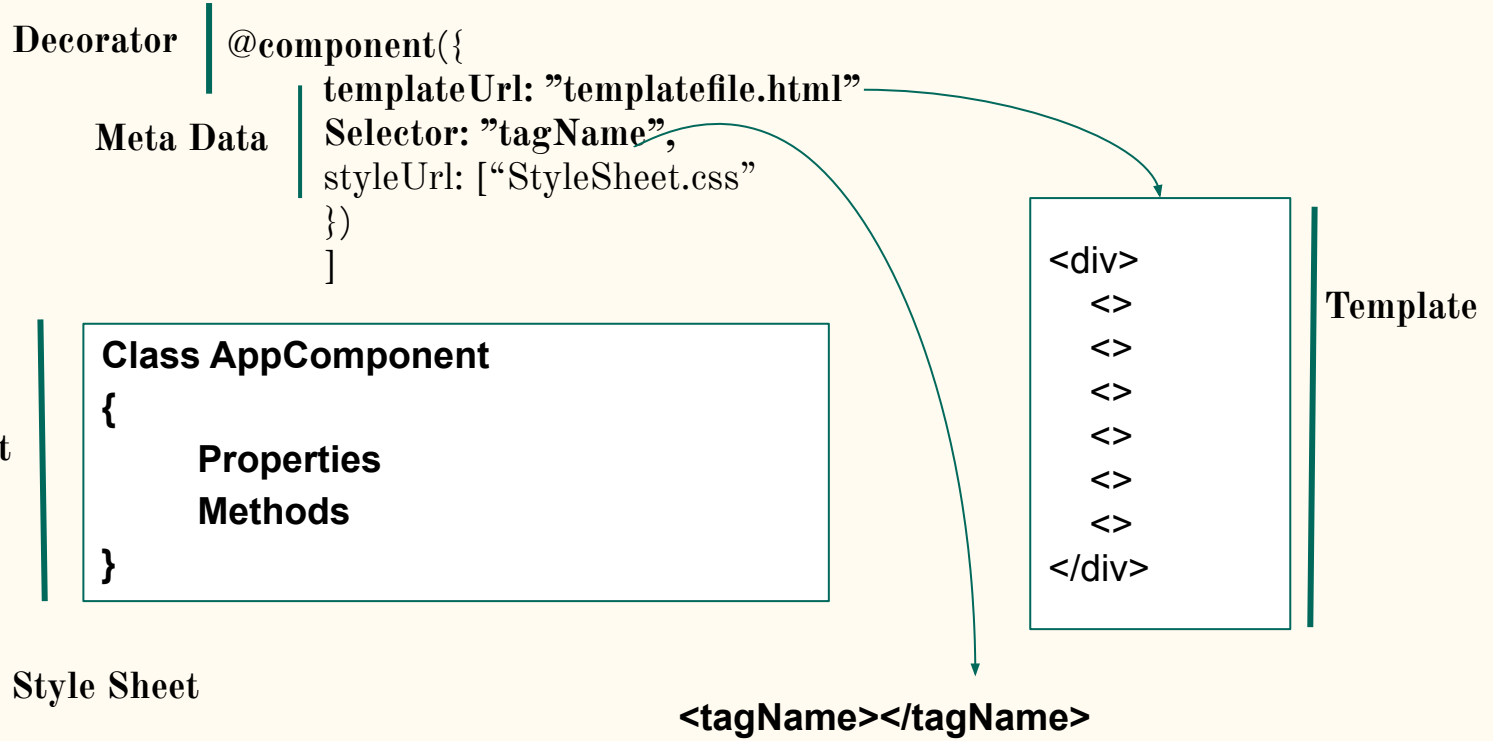 Decorator
@component({
templateUrl: ”templatefile.html”
Meta Data
Selector: ”tagName”,
styleUrl: [“StyleSheet.css”
})
]
Class AppComponent
{
Properties
Methods
}
t
<div>
<>
<>
<>
<>
<>
<>
</div>
Template
Style Sheet
<tagName></tagName>